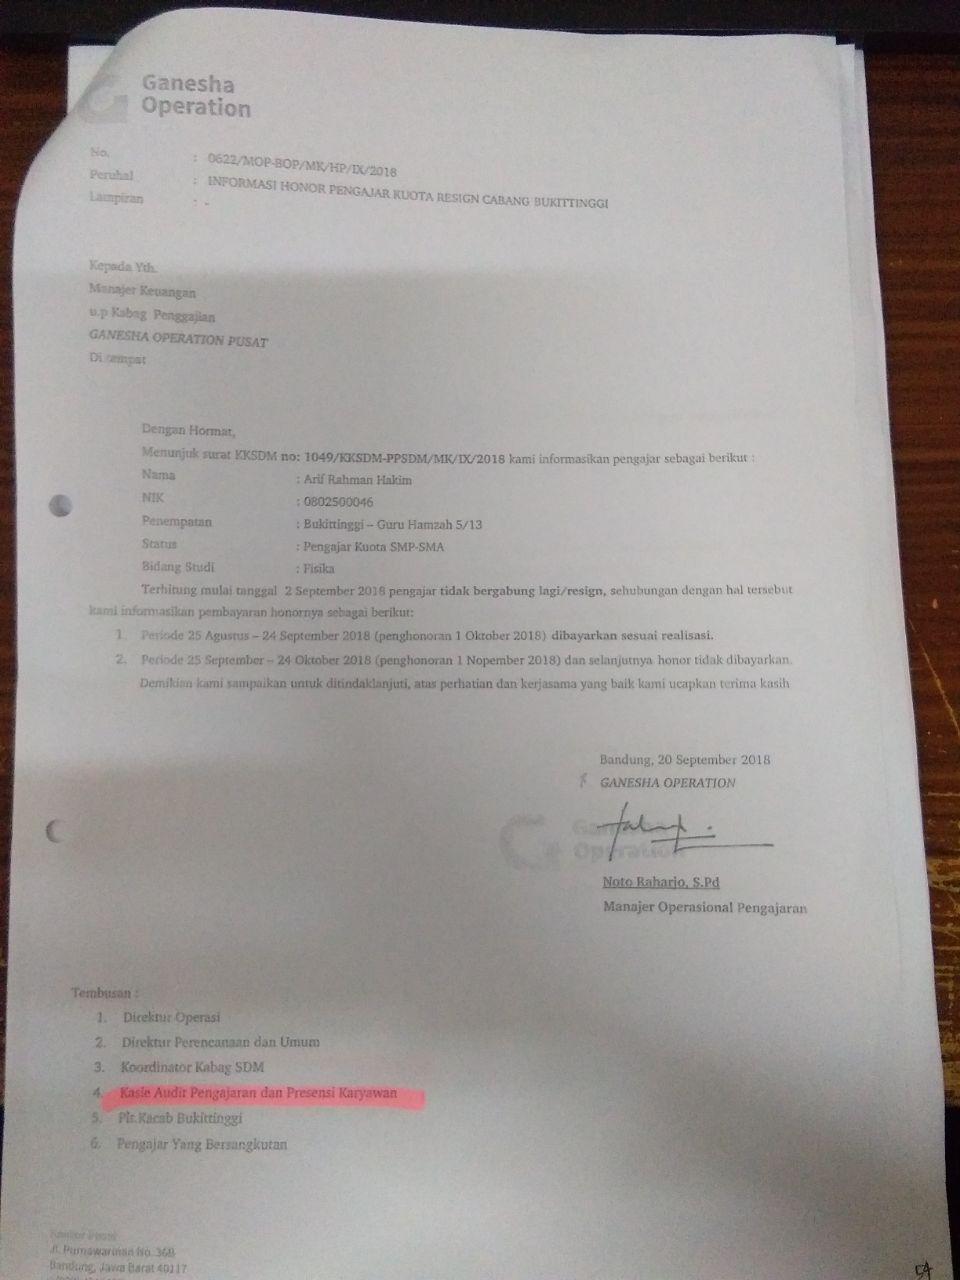 Ganesha
Operation
No. : 0622/MOP-BOP/MK/HP/IX/2018
Peruhal : INFORMASI HONOR PENGAJAR KUOTA RESIGN CABANG BUKITTINGGI
Lampiran : -
Kepada Yth.
Manajer Keuangan
u.p Kabag Penggajian
GANESHA OPERATION PUSAT
Di tempat
Dengan Hormat,
Menunjuk surat KKSDM no: 1049/KKSDM-PPSDM/MK/IX/2018 kami informasikan pengajar sebagai berikut :
Nama : Arif Rahman Hakim
NIK : 0802500046
Penempatan : Bukittinggi – Guru Hamzah 5/13
Status : Pengajar Kuota SMP-SMA
Bidang Studi : Fisika
Terhitung mulai tanggal 2 September 2018 pengajar tidak bergabung lagi/resign, sehubungan dengan hal tersebut
kami informasikan pembayaran honornya sebagai berikut:
1. Periode 25 Agustus – 24 September 2018 (penghonoran 1 Oktober 2018) dibayarkan sesuai realisasi.
2. Periode 25 September – 24 Oktober 2018 (penghonoran 1 Nopember 2018) dan selanjutnya honor tidak dibayarkan.
Demikian kami sampaikan untuk ditindaklanjuti, atas perhatian dan kerjasama yang baik kami ucapkan terima kasih
Bandung, 20 September 2018
GANESHA OPERATION
Ganesha
Operation
Noto Raharjo, S.Pd
Manajer Operasional Pengajaran
Tembusan :
1. Direktur Operasi
2. Direktur Perencanaan dan Umum
3. Koordinator Kabag SDM
4. Kasie Audit Pengajaran dan Presensi Karyawan
5. Plt.Kacab Bukittinggi
6. Pengajar Yang Bersangkutan
Kantor Pusat
Jl. Purnawarman No. 36B
Bandung, Jawa Barat 40117
54